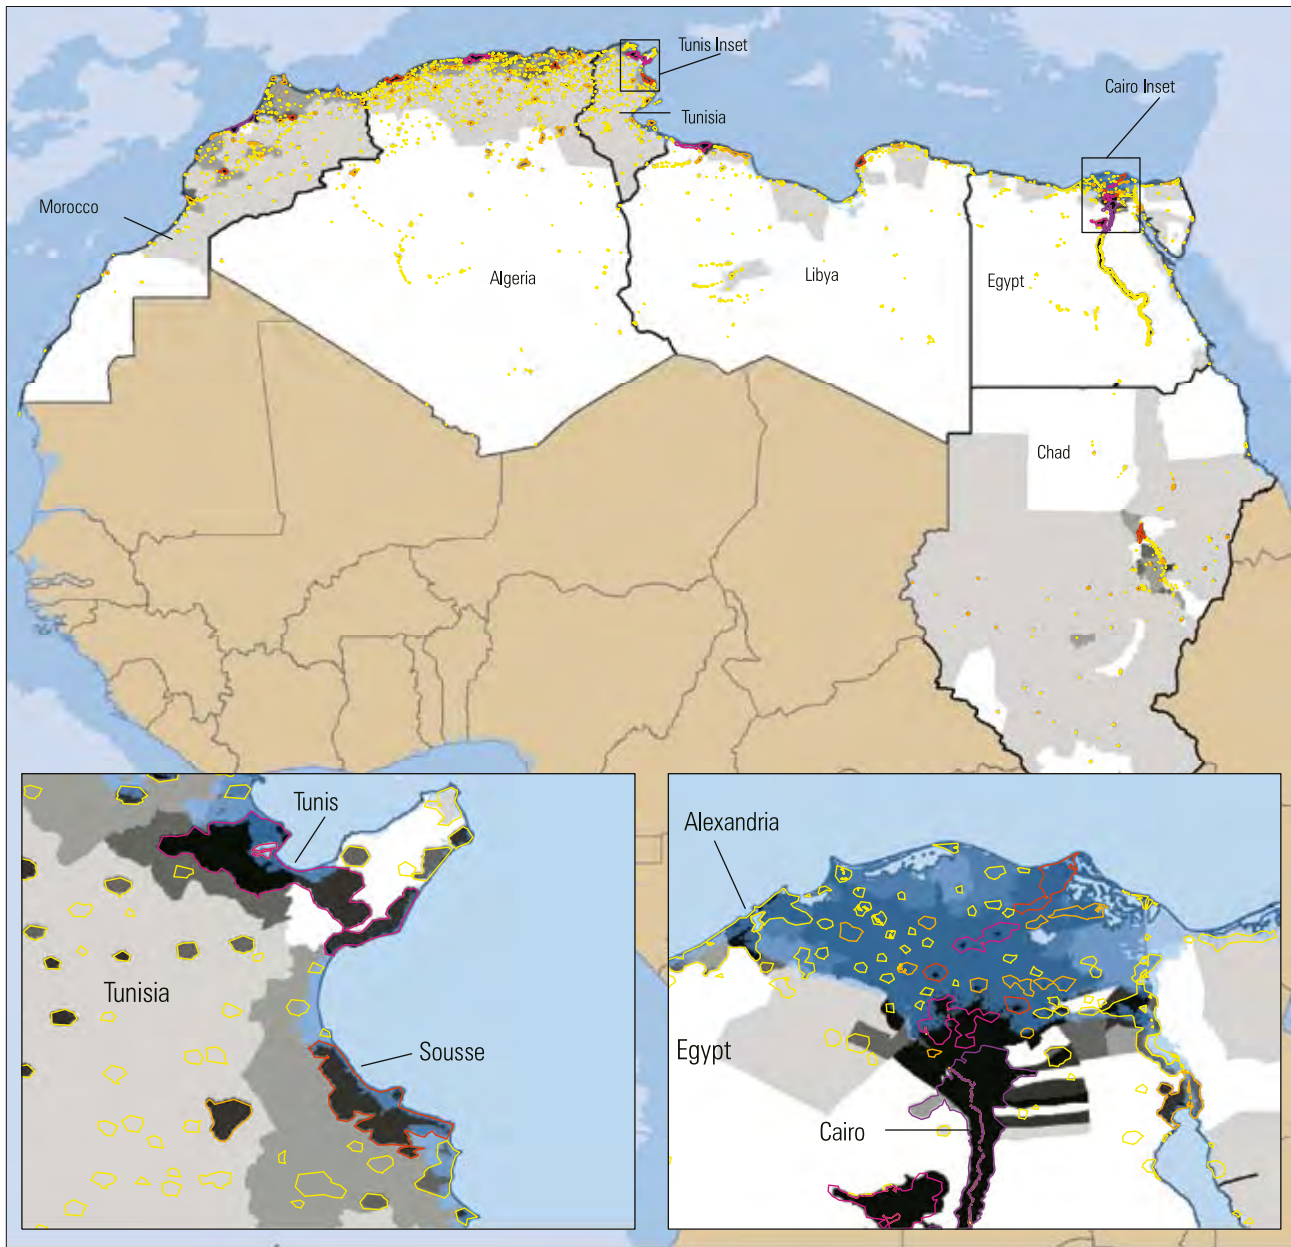 Tunis Inset
Cairo Inset
Tunisia
Morocco
Algeria
Libya
Egypt
Chad
Tunis
Tunisia
Sousse
Alexandria
Egypt
Cairo